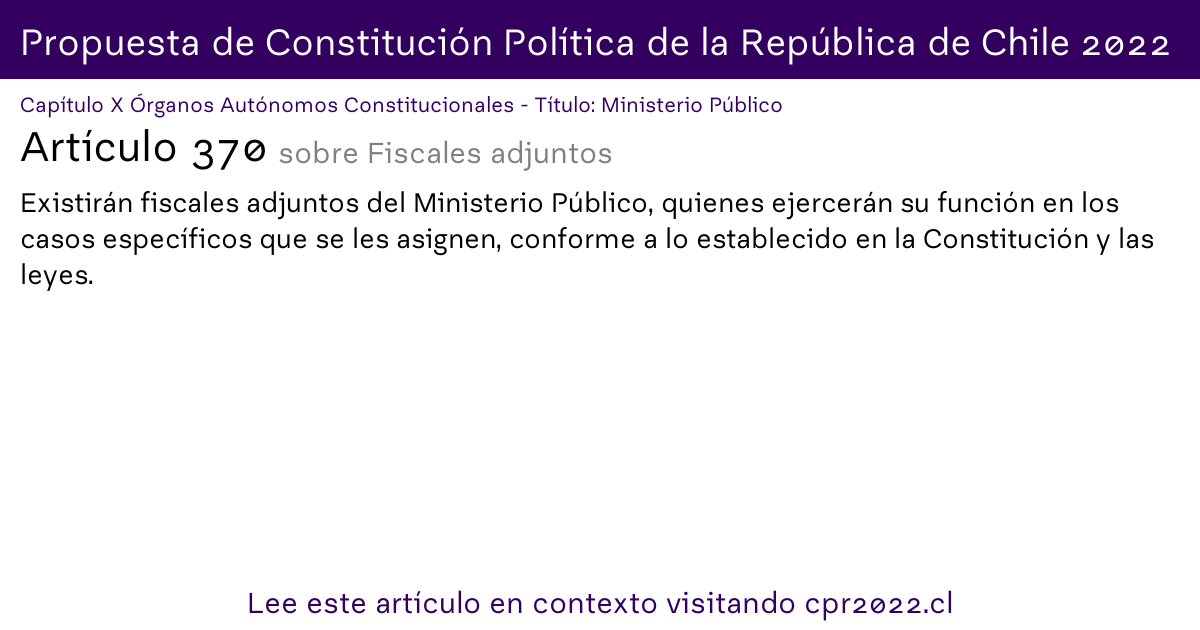 Propuesta de Constitución Política de la República de Chile 2022
Capítulo X Órganos Autónomos Constitucionales - Título: Ministerio Público
Artículo 370 sobre Fiscales adjuntos
Existirán fiscales adjuntos del Ministerio Público, quienes ejercerán su función en los
casos específicos que se les asignen, conforme a lo establecido en la Constitución y las
leyes.
Lee este artículo en contexto visitando cpr2022.cl